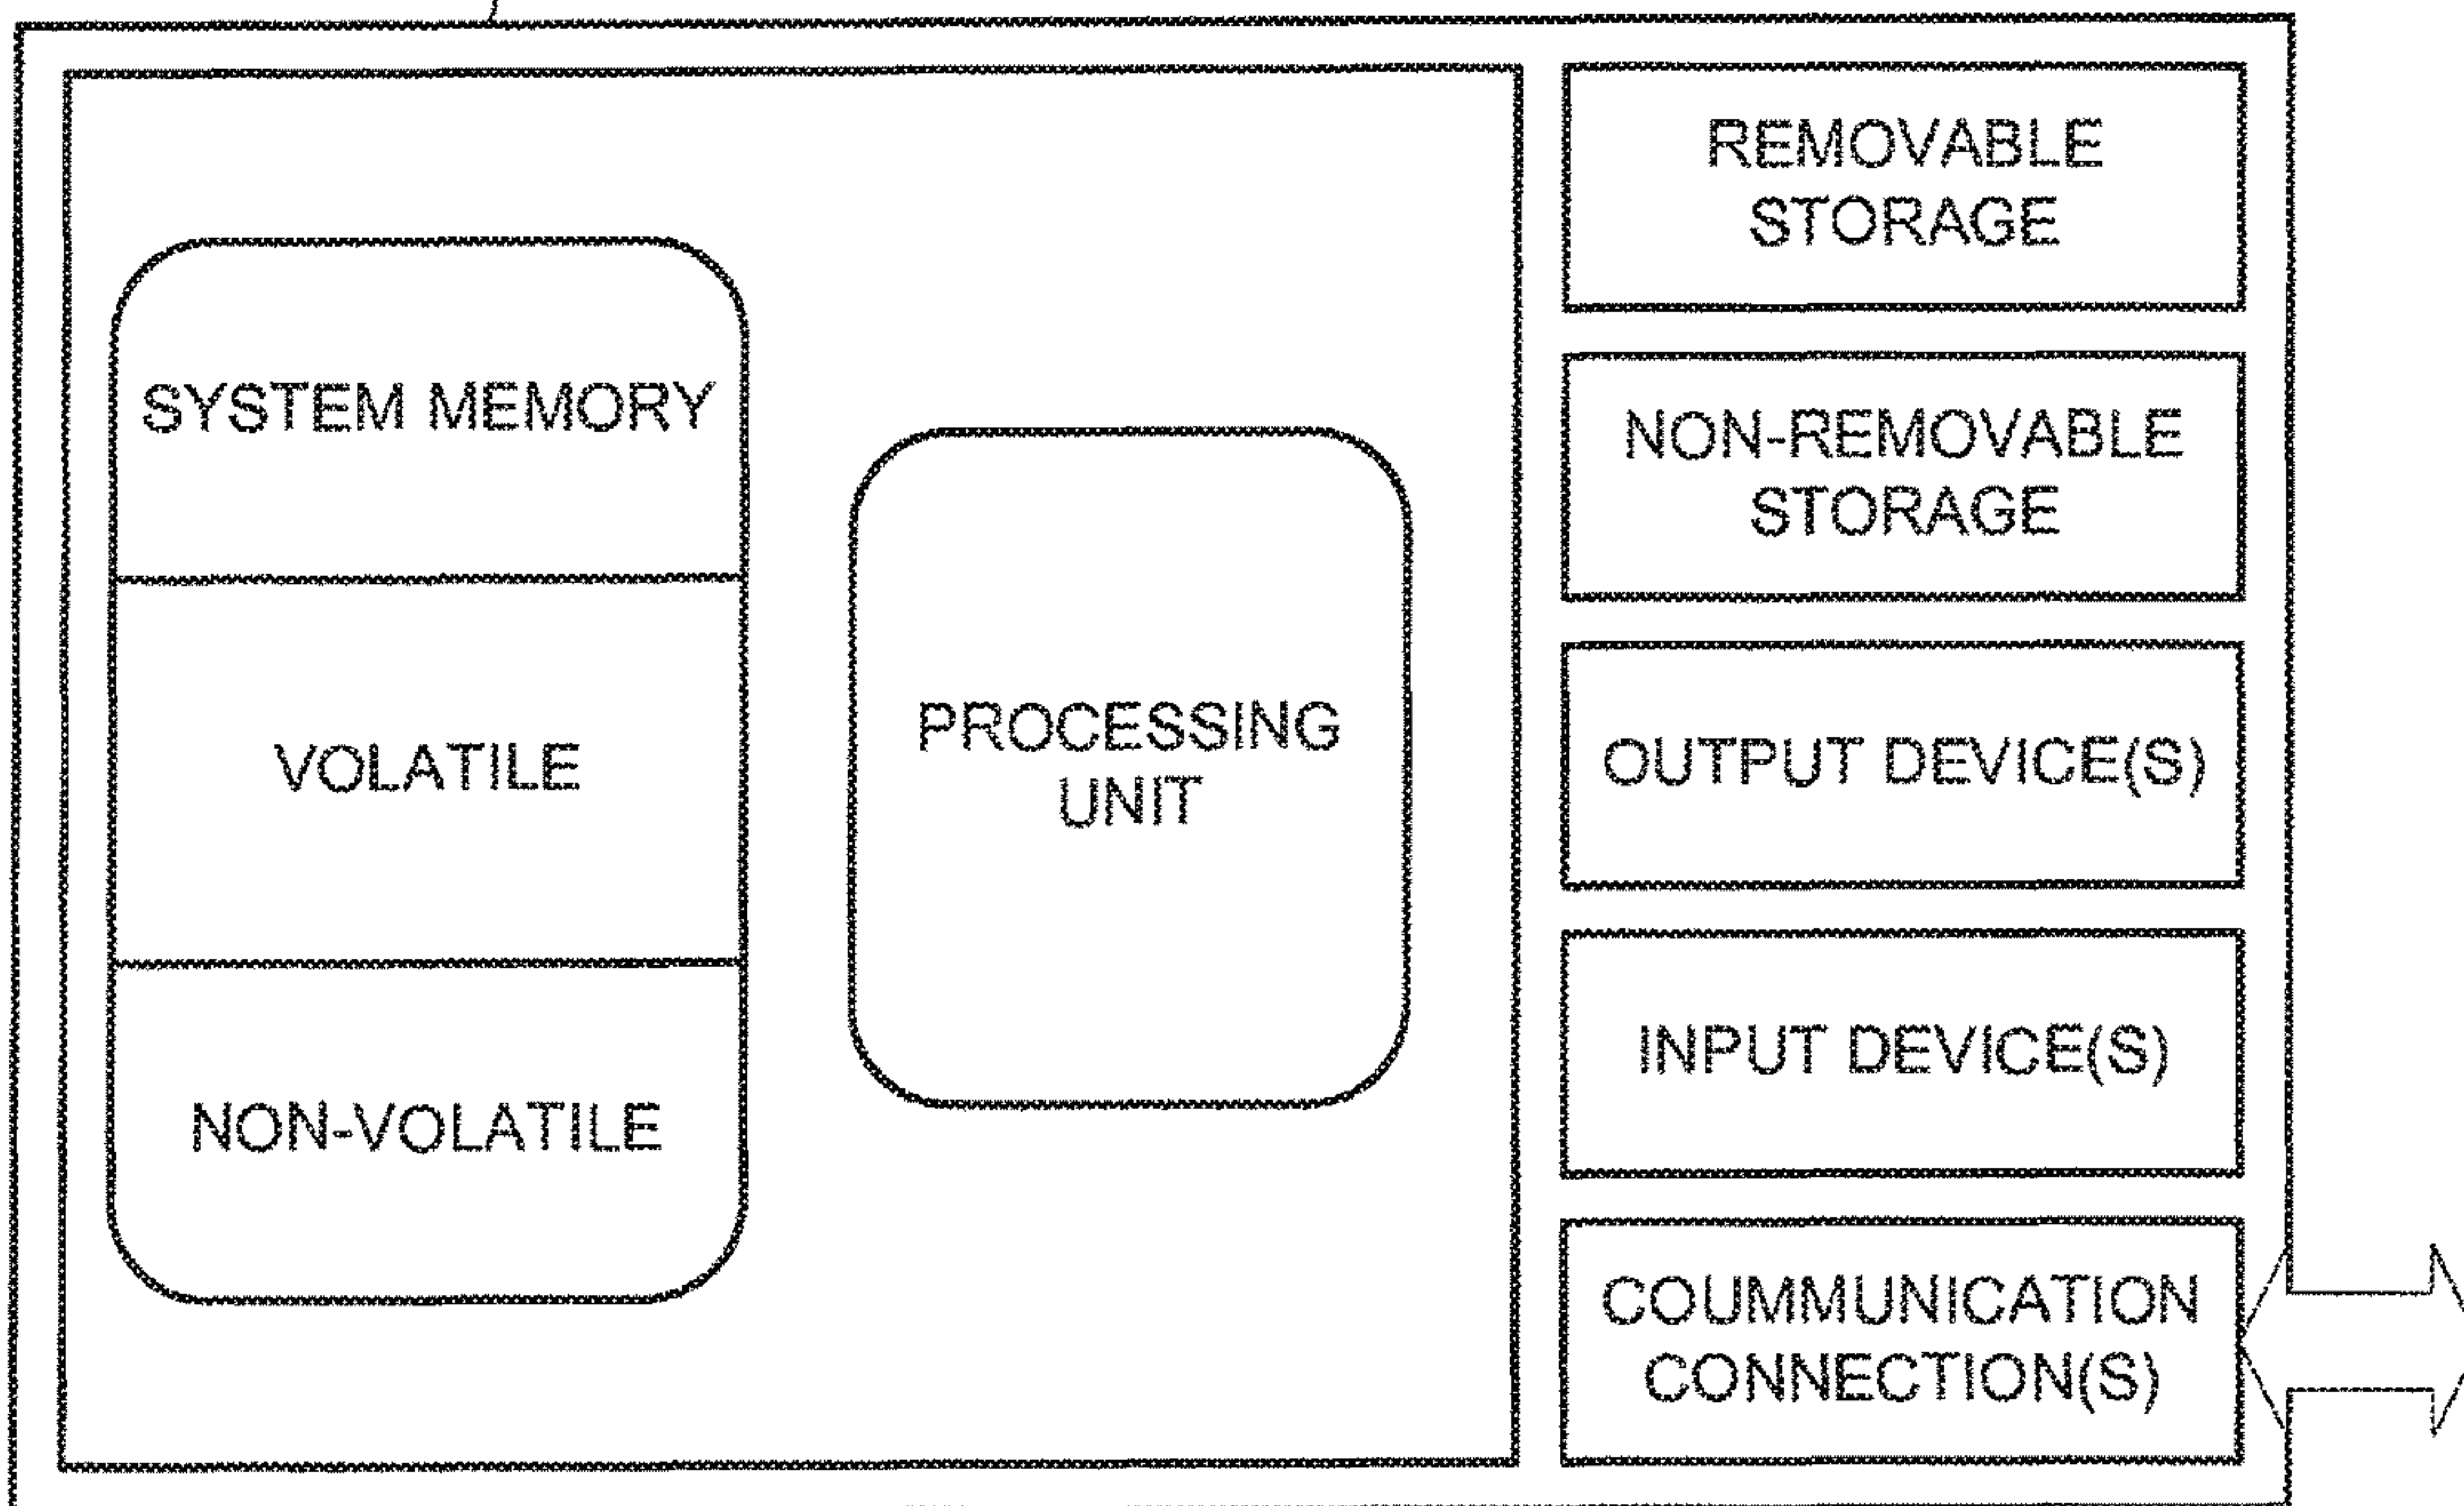 SYSTEM MEMORY
VOLATILE
NON-VOLATILE
PROCESSING
UNIT
REMOVABLE
STORAGE
NON-REMOVABLE
STORAGE
OUTPUT DEVICE(S)
INPUT DEVICE(S)
COUMMUNICATION
CONNECTION(S)